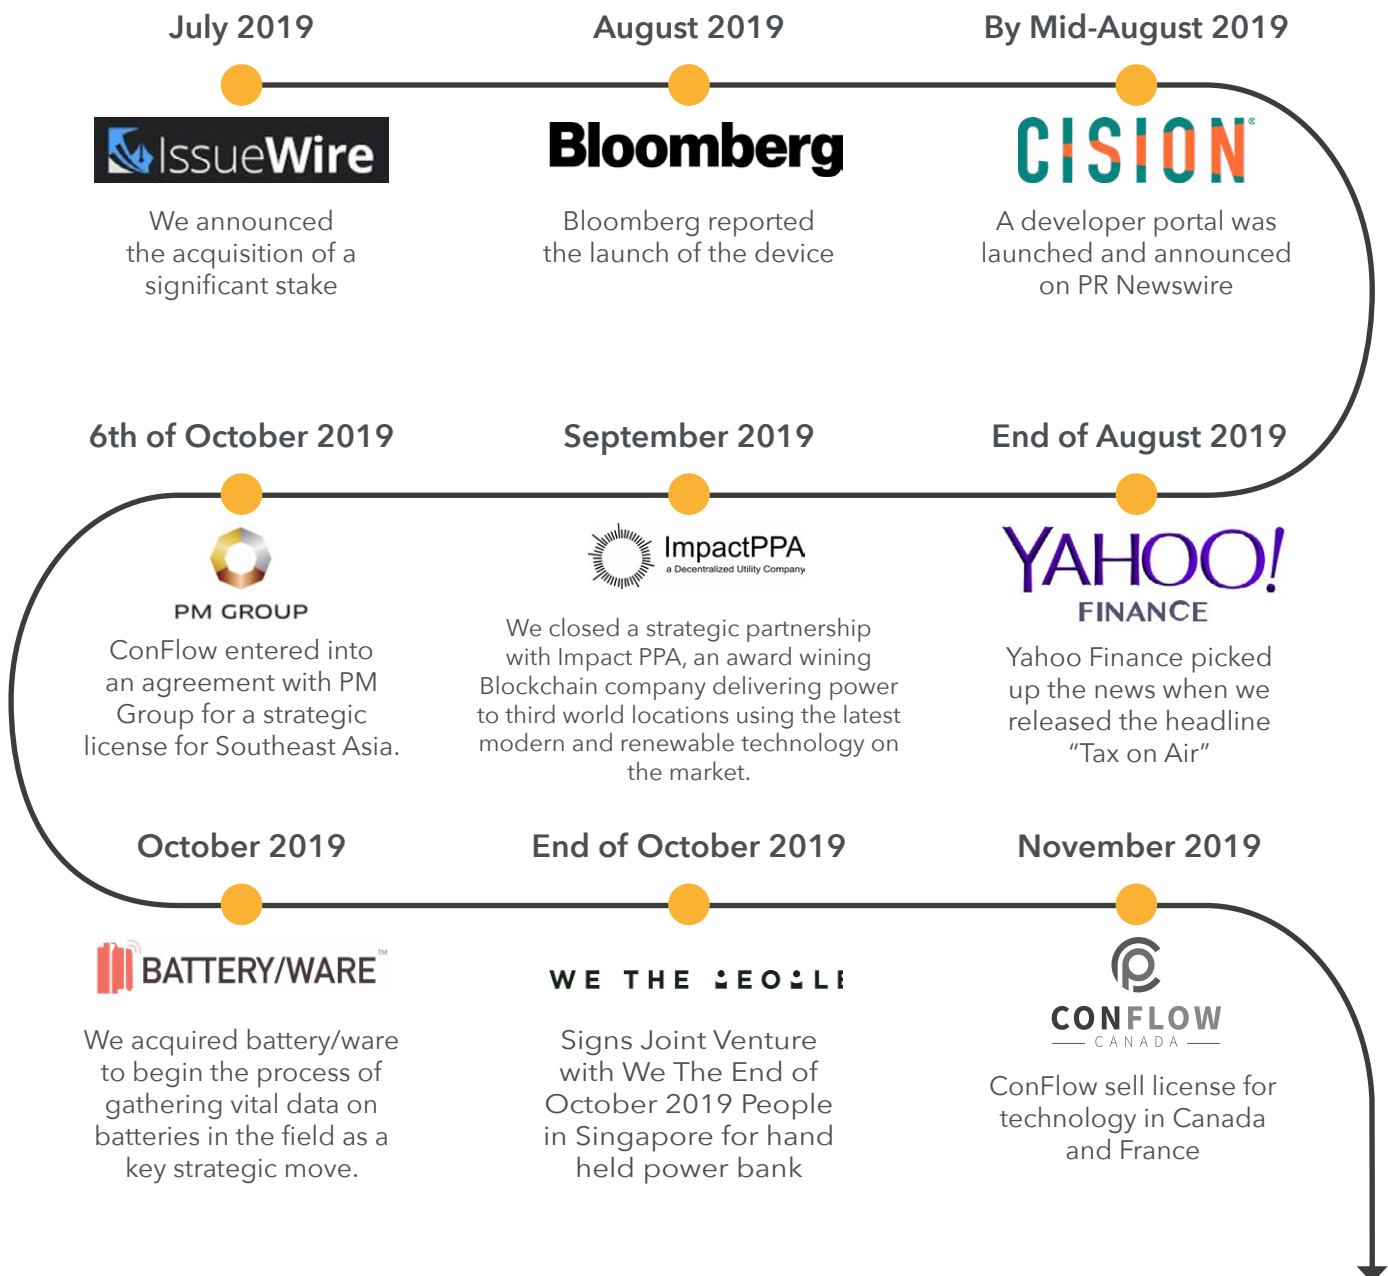 July 2019
August 2019
By Mid-August 2019
IssueWire
Bloomberg
CISION®
We announced
the acquisition of a
significant stake
Bloomberg reported
the launch of the device
A developer portal was
launched and announced
on PR Newswire
End of August 2019
September 2019
6th of October 2019
YAHOO!
FINANCE
Yahoo Finance picked
up the news when we
released the headline
“Tax on Air”
ImpactPPA
a Decentralized Utility Company
We closed a strategic partnership
with Impact PPA, an award wining
Blockchain company delivering power
to third world locations using the latest
modern and renewable technology on
the market.
PM GROUP
ConFlow entered into
an agreement with PM
Group for a strategic
license for Southeast Asia.
October 2019
End of October 2019
November 2019
BATTERY/WARE™
We acquired battery/ware
to begin the process of
gathering vital data on
batteries in the field as a
key strategic move.
WE THE PEOPLE
Signs Joint Venture
with We The End of
October 2019 People
in Singapore for hand
held power bank
CONFLOW
CANADA
ConFlow sell license for
technology in Canada
and France